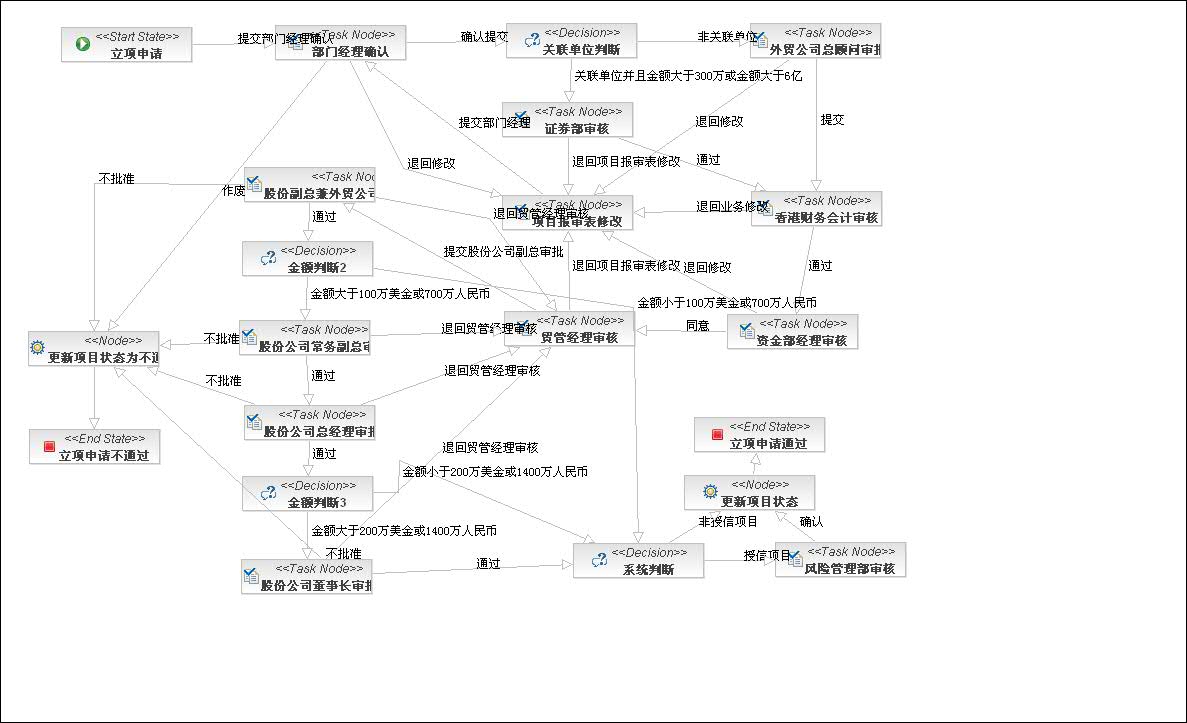 <<Start State>>
立项申请
提交部门经理确认
<<Task Node>>
部门经理确认
确认提交
<<Decision>>
关联单位判断
非关联单位
<<Task Node>>
外贸公司总顾问审批
关联单位并且金额大于300万或金额大于6亿
<<Task Node>>
证券部审核
提交部门经理
退回修改
提交
退回修改
退回项目报审表修改
通过
不批准
作废
<<Task Nod
股份副总兼外贸公司
通过
退回贸管经理审核
<<Task Node>>
项目报审表修改
退回业务修改
<<Task Node>>
香港财务会计审核
<<Decision>>
金额判断2
提交股份公司副总审批
退回项目报审表修改
退回修改
通过
金额大于100万美金或700万人民币
金额小于100万美金或700万人民币
<<Node>>
更新项目状态为不通
不批准
<<Task Node>>
股份公司常务副总审
退回贸管经理审核
<<Task Node>>
贸管经理审核
同意
<<Task Node>>
资金部经理审核
不批准
通过
退回贸管经理审核
<<End State>>
立项申请不通过
<<Task Node>>
股份公司总经理审批
通过
退回贸管经理审核
<<End State>>
立项申请通过
金额小于200万美金或1400万人民币
<<Decision>>
金额判断3
<<Node>>
更新项目状态
金额大于200万美金或1400万人民币
非授信项目
确认
不批准
<<Task Node>>
股份公司董事长审批
通过
<<Decision>>
系统判断
授信项目
<<Task Node>>
风险管理部审核